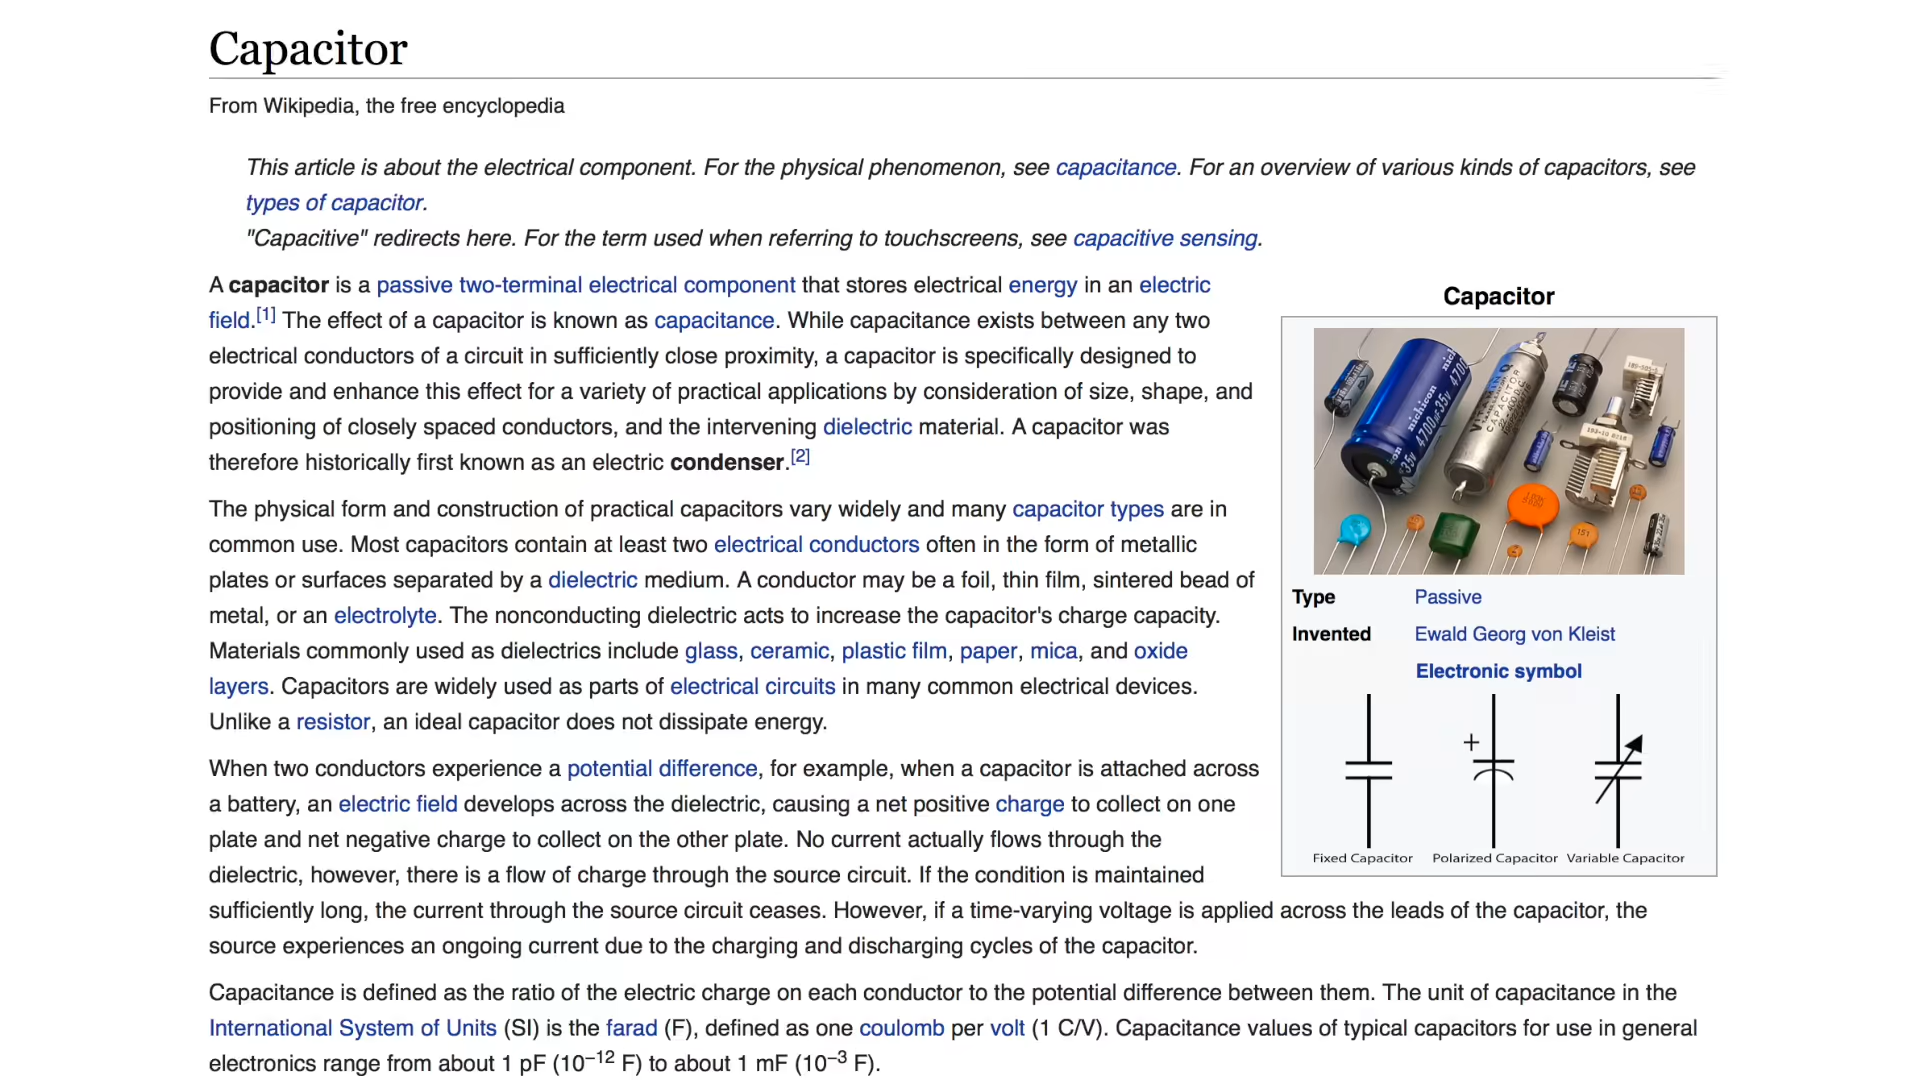 Capacitor
From Wikipedia, the free encyclopedia
This article is about the electrical component. For the physical phenomenon, see capacitance. For an overview of various kinds of capacitors, see
types of capacitor.
"Capacitive" redirects here. For the term used when referring to touchscreens, see capacitive sensing.
A capacitor is a passive two-terminal electrical component that stores electrical energy in an electric
field.[1] The effect of a capacitor is known as capacitance. While capacitance exists between any two
electrical conductors of a circuit in sufficiently close proximity, a capacitor is specifically designed to
provide and enhance this effect for a variety of practical applications by consideration of size, shape, and
positioning of closely spaced conductors, and the intervening dielectric material. A capacitor was
therefore historically first known as an electric condenser.[2]
The physical form and construction of practical capacitors vary widely and many capacitor types are in
common use. Most capacitors contain at least two electrical conductors often in the form of metallic
plates or surfaces separated by a dielectric medium. A conductor may be a foil, thin film, sintered bead of
metal, or an electrolyte. The nonconducting dielectric acts to increase the capacitor's charge capacity.
Materials commonly used as dielectrics include glass, ceramic, plastic film, paper, mica, and oxide
layers. Capacitors are widely used as parts of electrical circuits in many common electrical devices.
Unlike a resistor, an ideal capacitor does not dissipate energy.
When two conductors experience a potential difference, for example, when a capacitor is attached across
a battery, an electric field develops across the dielectric, causing a net positive charge to collect on one
plate and net negative charge to collect on the other plate. No current actually flows through the
dielectric, however, there is a flow of charge through the source circuit. If the condition is maintained
sufficiently long, the current through the source circuit ceases. However, if a time-varying voltage is applied across the leads of the capacitor, the
source experiences an ongoing current due to the charging and discharging cycles of the capacitor.
Capacitance is defined as the ratio of the electric charge on each conductor to the potential difference between them. The unit of capacitance in the
International System of Units (SI) is the farad (F), defined as one coulomb per volt (1 C/V). Capacitance values of typical capacitors for use in general
electronics range from about 1 pF (10−12 F) to about 1 mF (10−3 F).
Capacitor
nichicon
4700µF 35v
VITAMIN Q
CAPACITOR
151
Type Passive
Invented Ewald Georg von Kleist
Electronic symbol
+
Fixed Capacitor Polarized Capacitor Variable Capacitor